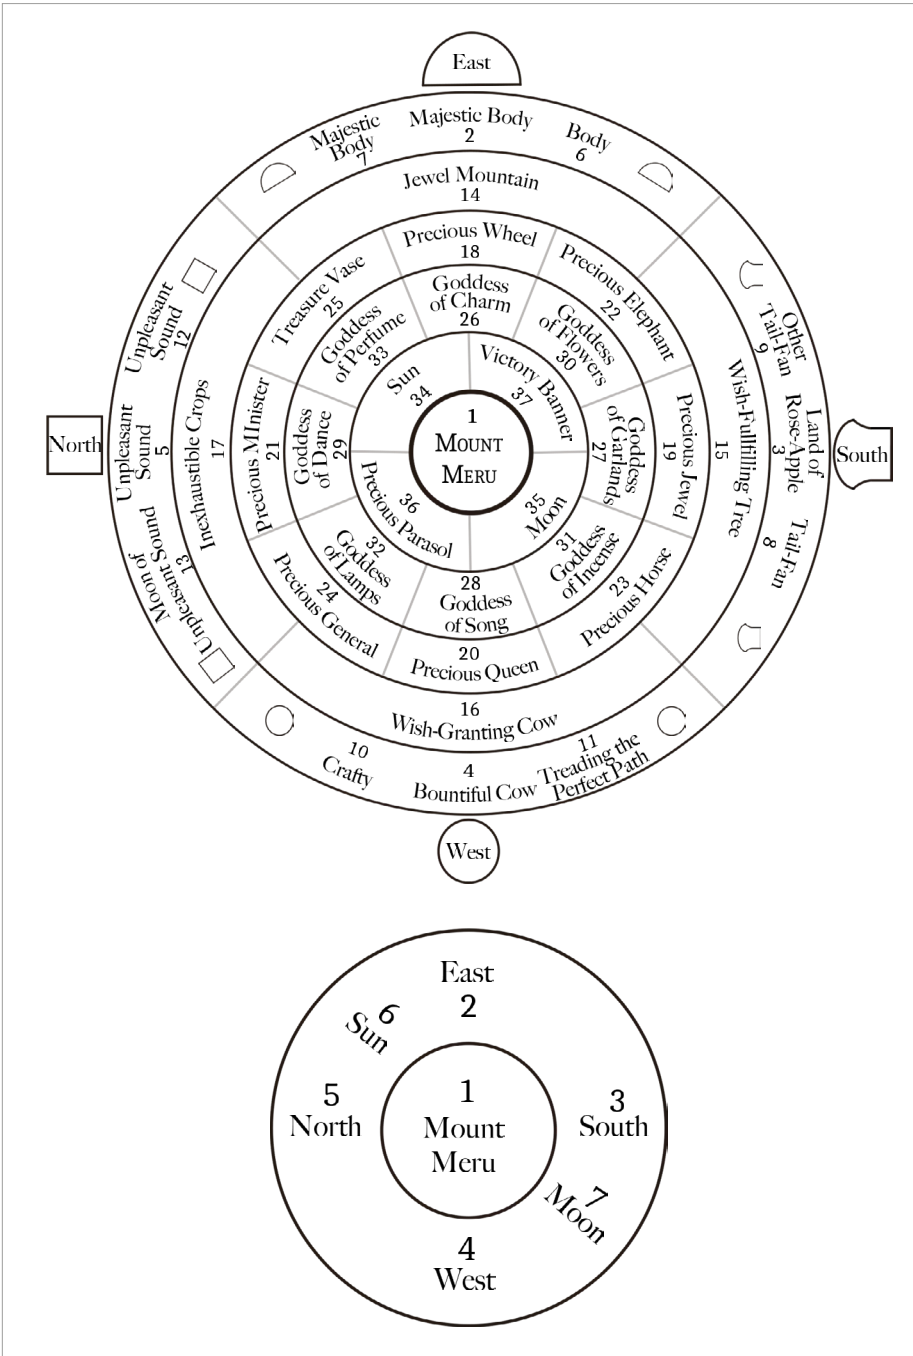 East
Majestic Body
2
Majestic
Body
7
Body
6
Jewel Mountain
14
Precious Wheel
18
Treasure Vase
25
Precious Elephant
22
Goddess
of Charm
26
Goddess
of Perfume
33
Goddess
of Flowers
30
Sun
34
Victory Banner
37
1
MOUNT
MERU
Unpleasant
Sound
12
Other
Tail-Fan
9
North
Unpleasant
Sound
5
Inexhaustible Crops
17
Precious MInister
21
Goddess
of Dance
29
Goddess
of Garlands
27
Precious Jewel
19
Wish-Fullfilling Tree
15
Land of
Rose-Apple
3
South
Moon of
Unpleasant Sound
13
Tail-Fan
8
36
Precious Parasol
35
Moon
32
Goddess
of Lamps
31
Goddess
of Incense
28
Goddess
of Song
24
Precious General
23
Precious Horse
20
Precious Queen
16
Wish-Granting Cow
10
Crafty
4
Bountiful Cow
11
Treading the
Perfect Path
West
East
2
6
Sun
5
North
1
Mount
Meru
3
South
7
Moon
4
West